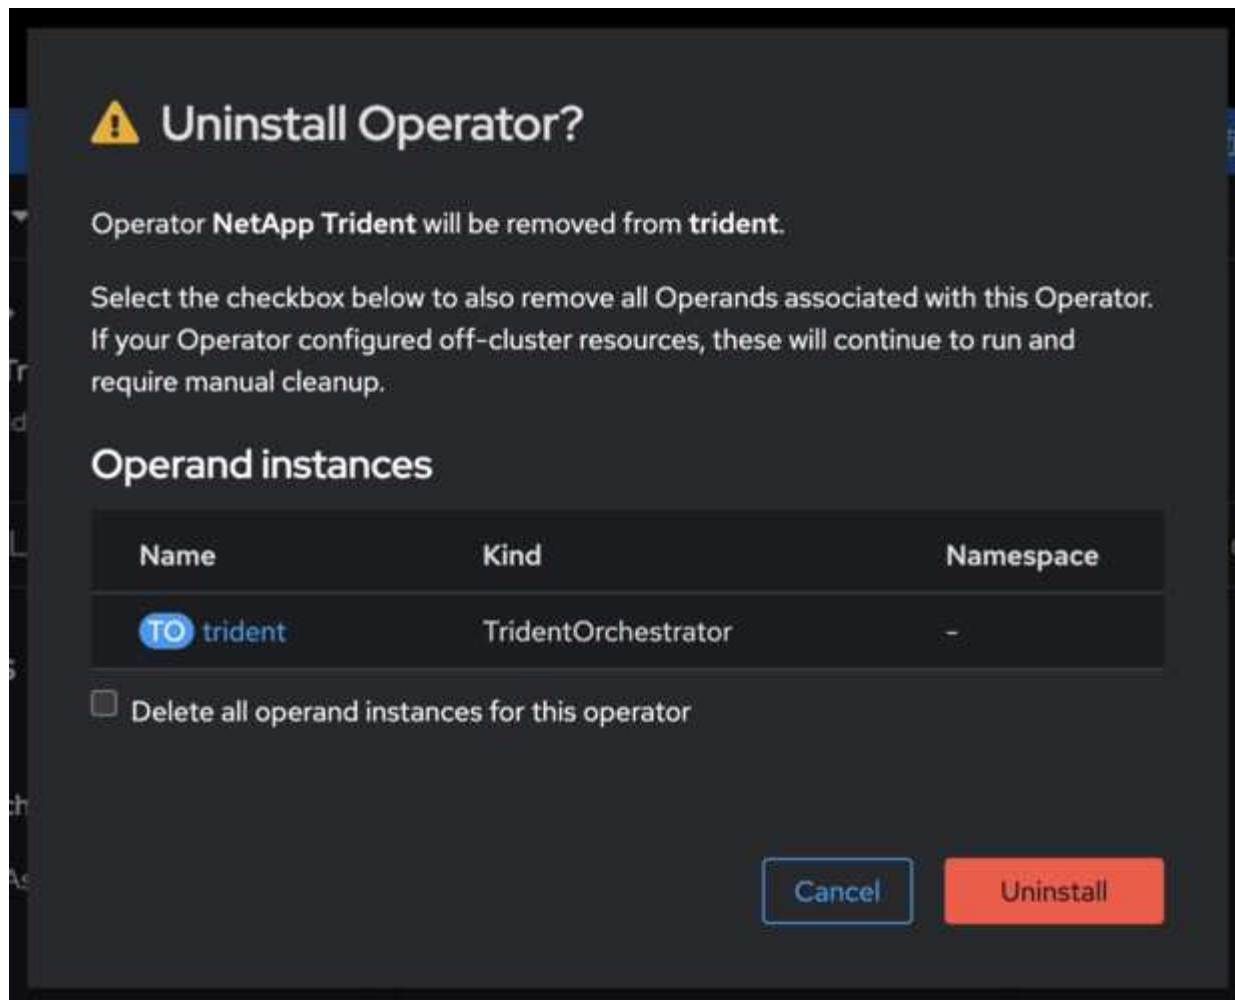 Uninstall Operator?
Operator NetApp Trident will be removed from trident.
Select the checkbox below to also remove all Operands associated with this Operator.
If your Operator configured off-cluster resources, these will continue to run and
require manual cleanup.
Operand instances
Name Kind Namespace
TO trident TridentOrchestrator -
Delete all operand instances for this operator
Cancel Uninstall